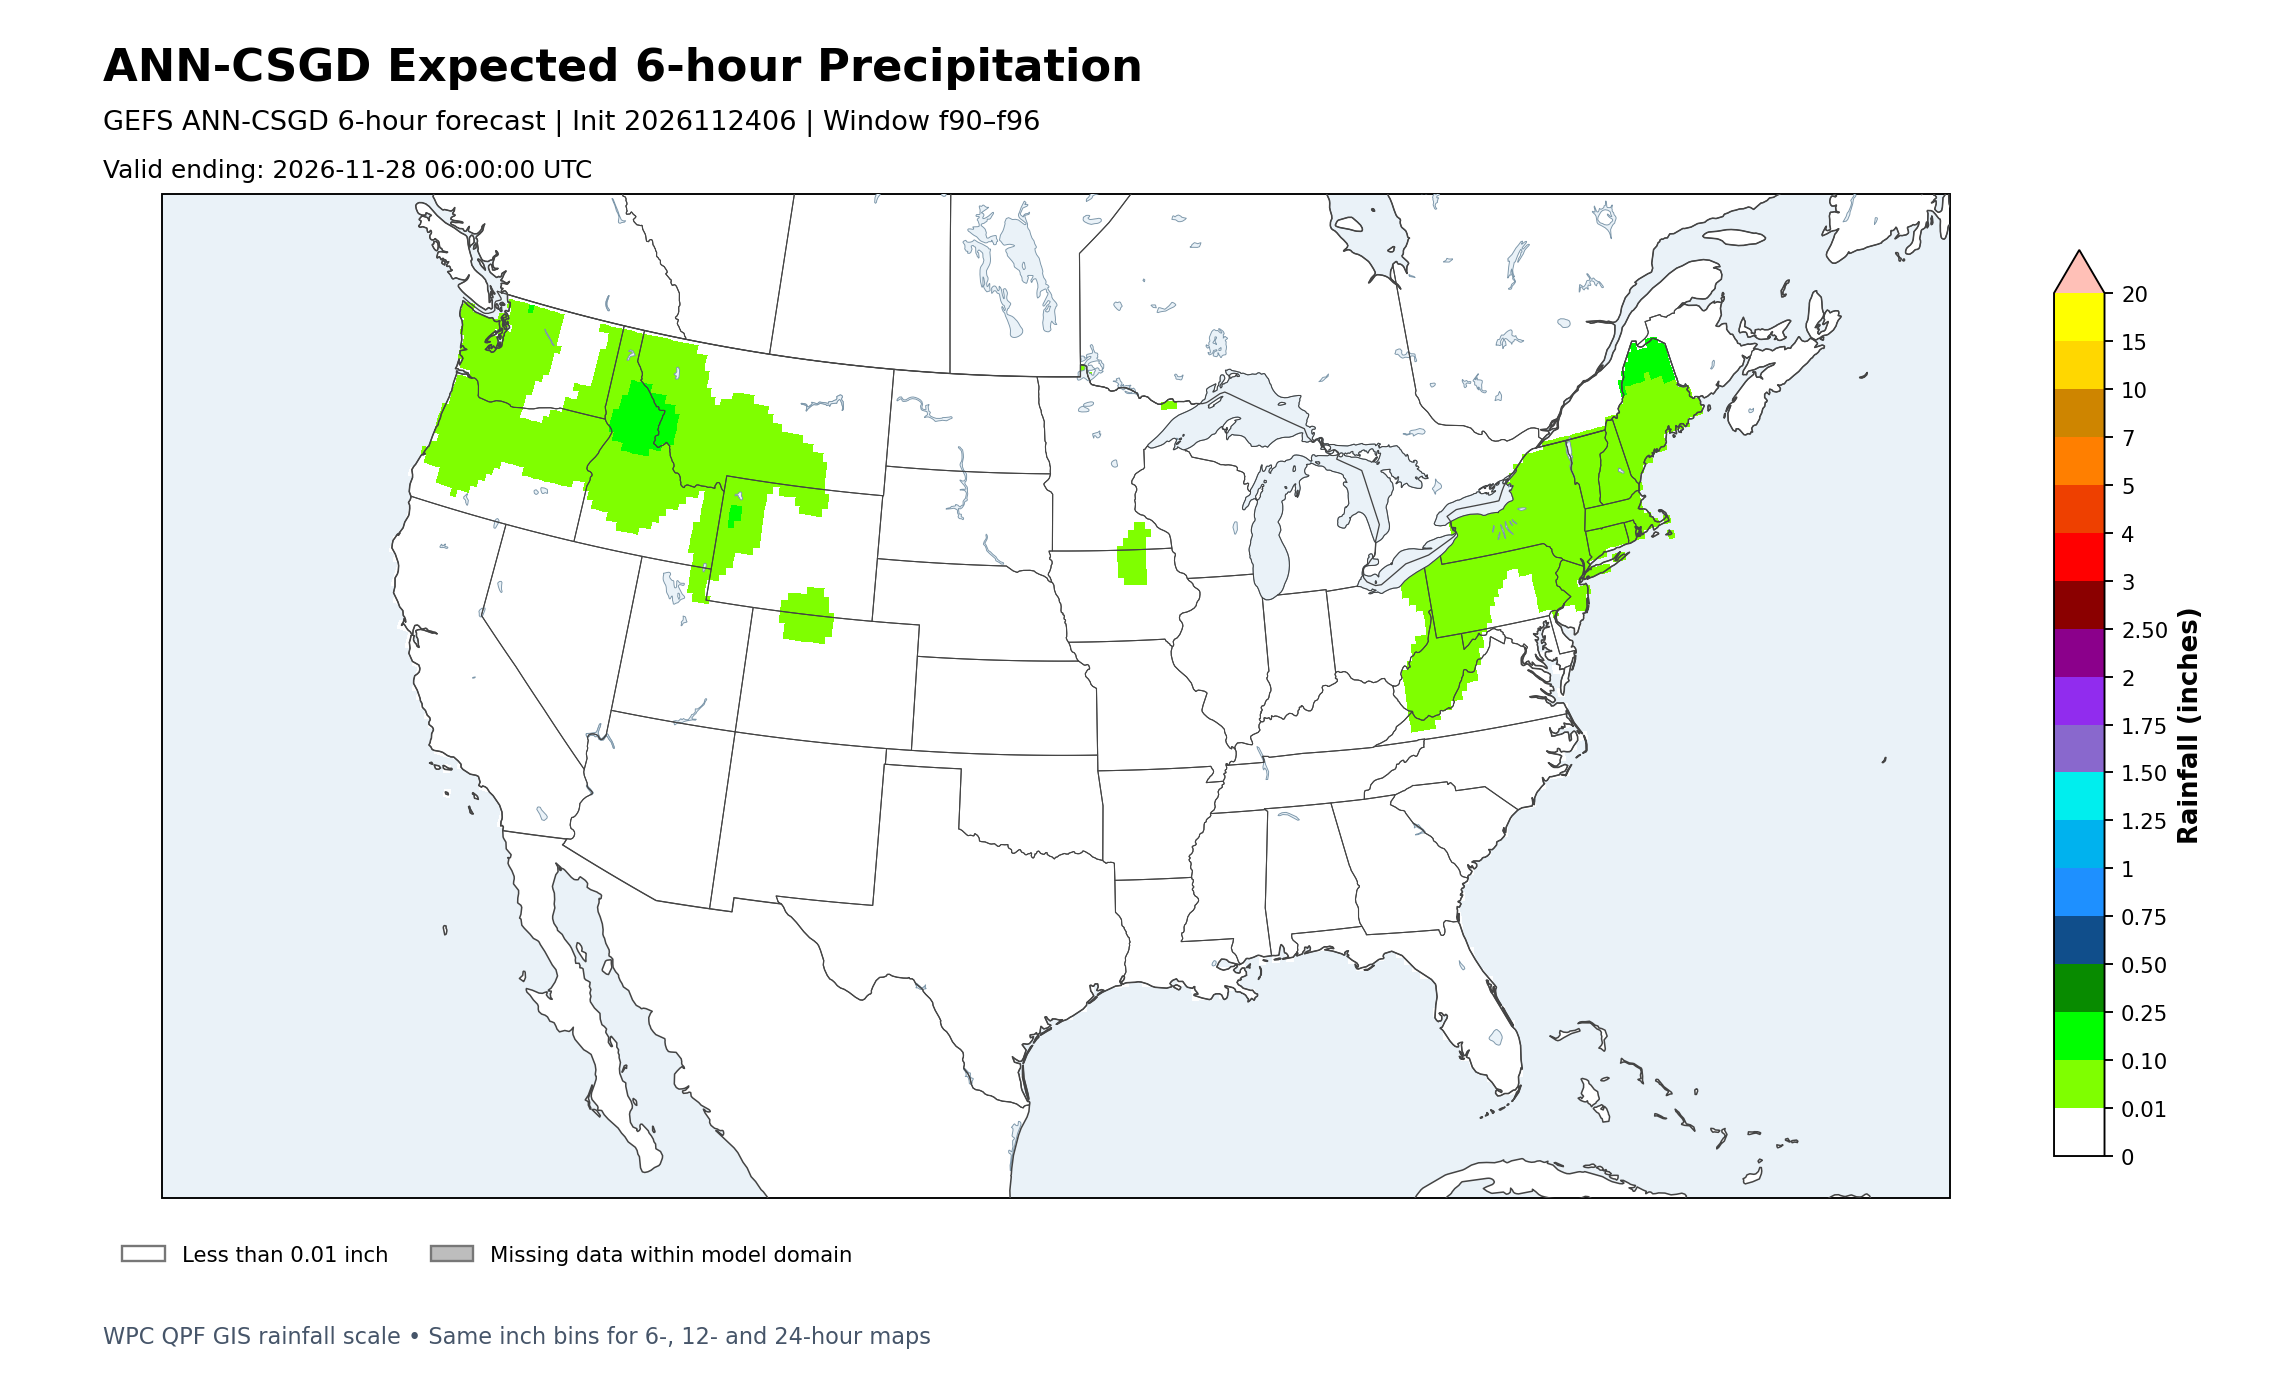 ANN-CSGD Expected 6-hour Precipitation
GEFS ANN-CSGD 6-hour forecast | Init 2026112406 | Window f90–f96
Valid ending: 2026-11-28 06:00:00 UTC
20
15
10
7
5
4
3
2.50
2
1.75
1.50
1.25
1
0.75
0.50
0.25
0.10
0.01
0
Rainfall (inches)
Less than 0.01 inch
Missing data within model domain
WPC QPF GIS rainfall scale • Same inch bins for 6-, 12- and 24-hour maps